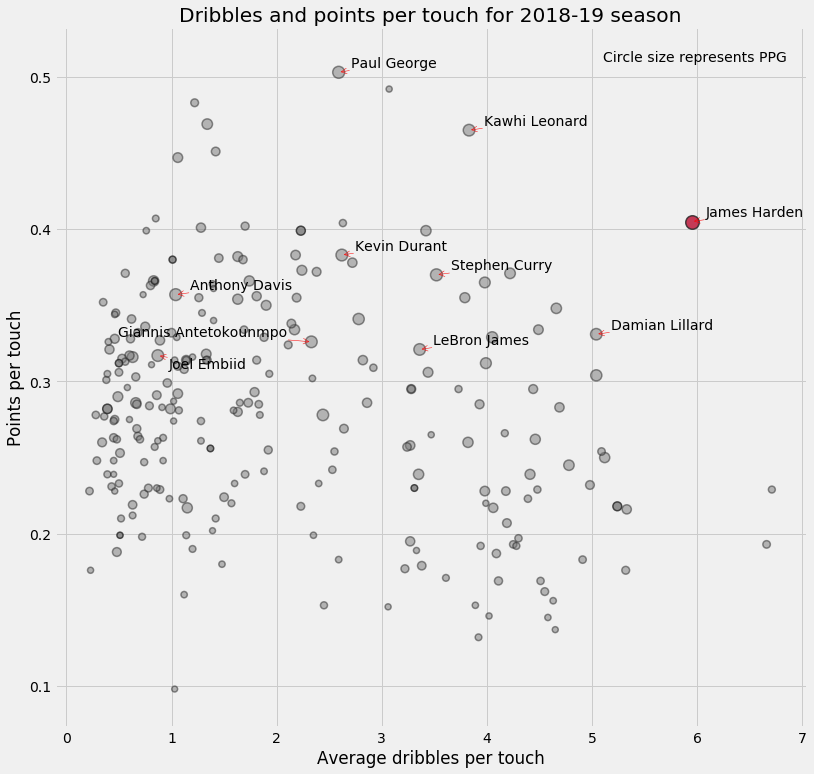 Dribbles and points per touch for 2018-19 season
Circle size represents PPG
Paul George
Kawhi Leonard
James Harden
Kevin Durant
Stephen Curry
Anthony Davis
Giannis Antetokounmpo
Damian Lillard
LeBron James
Joel Embiid
Points per touch
0.5
0.4
0.3
0.2
0.1
0 1 2 3 4 5 6 7
Average dribbles per touch